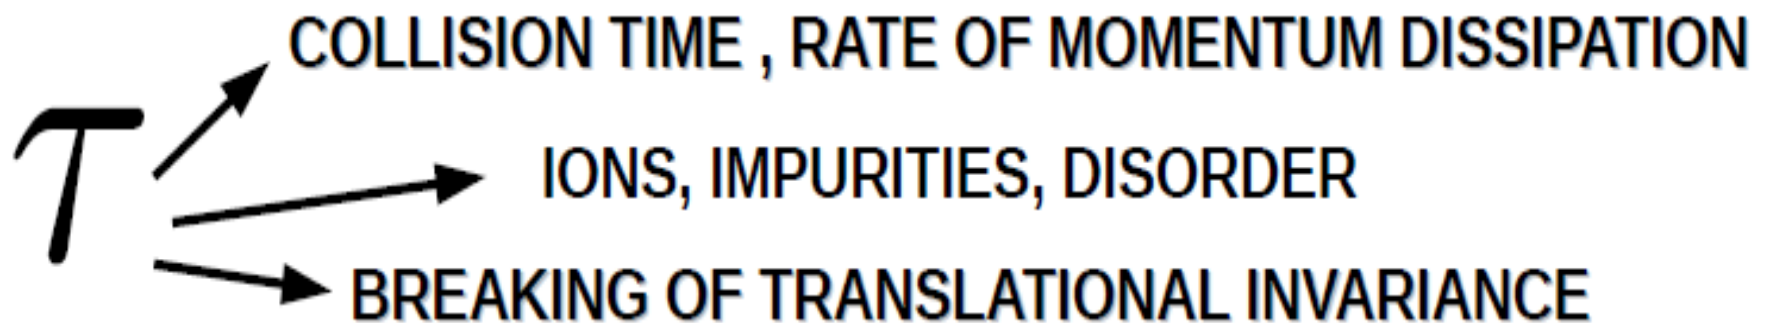 COLLISION TIME , RATE OF MOMENTUM DISSIPATION
τ
IONS, IMPURITIES, DISORDER
BREAKING OF TRANSLATIONAL INVARIANCE